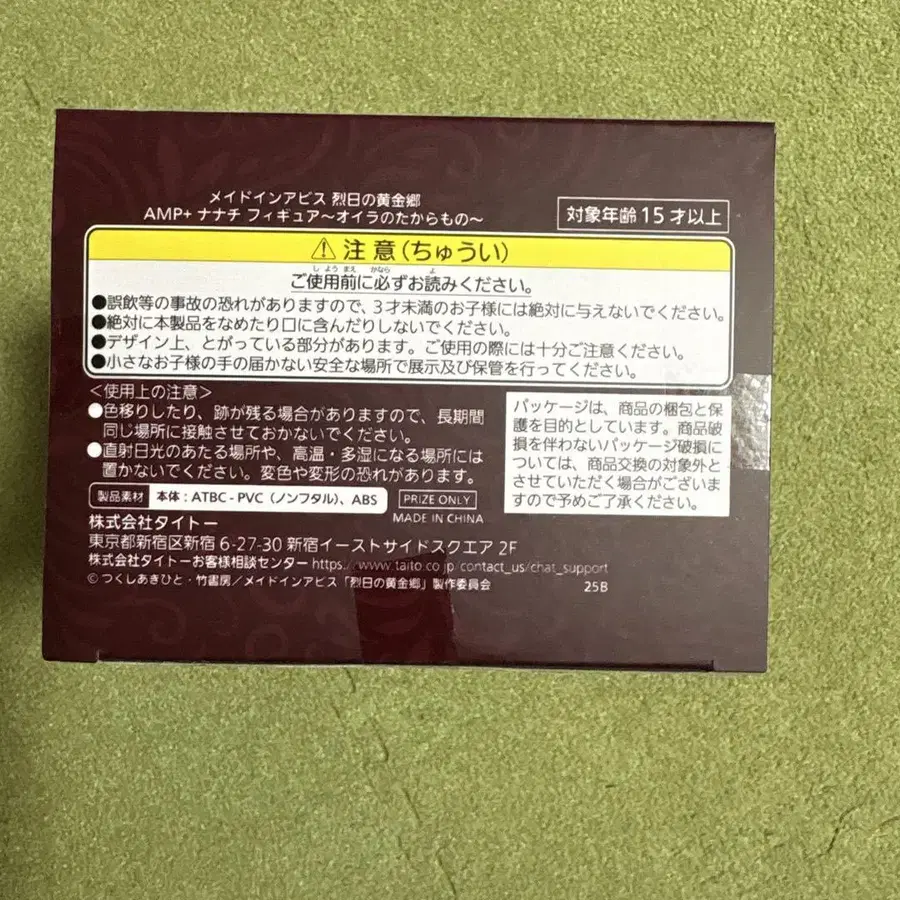 メイドインアビス 烈日の黄金郷
AMP+ ナナチ フィギュア～オイラのたからもの～
対象年齢15才以上
⚠注意(ちゅうい)
し よう まえ かなら よ
ご使用前に必ずお読みください。
●誤飲等の事故の恐れがありますので、3才未満のお子様には絶対に与えないでください。
●絶対に本製品をなめたり口に含んだりしないでください。
●デザイン上、とがっている部分があります。ご使用の際には十分ご注意ください。
●小さなお子様の手の届かない安全な場所で展示及び保管を行ってください。
＜使用上の注意＞
●色移りしたり、跡が残る場合がありますので、長期間
同じ場所に接触させておかないでください。
●直射日光のあたる場所や、高温・多湿になる場所には
置かないでください。変色や変形の恐れがあります。
パッケージは、商品の梱包と保
護を目的としています。商品破
損を伴わないパッケージ破損に
ついては、商品交換の対象外と
させていただく場合がございま
すので予めご了承ください。
製品素材 本体：ATBC-PVC（ノンフタル）、ABS
PRIZE ONLY
MADE IN CHINA
株式会社タイトー
東京都新宿区新宿 6-27-30 新宿イーストサイドスクエア 2F
株式会社タイトーお客様相談センター https://www.taito.co.jp/contact_us/chat_support
© つくしあきひと・竹書房／メイドインアビス「烈日の黄金郷」製作委員会
25B